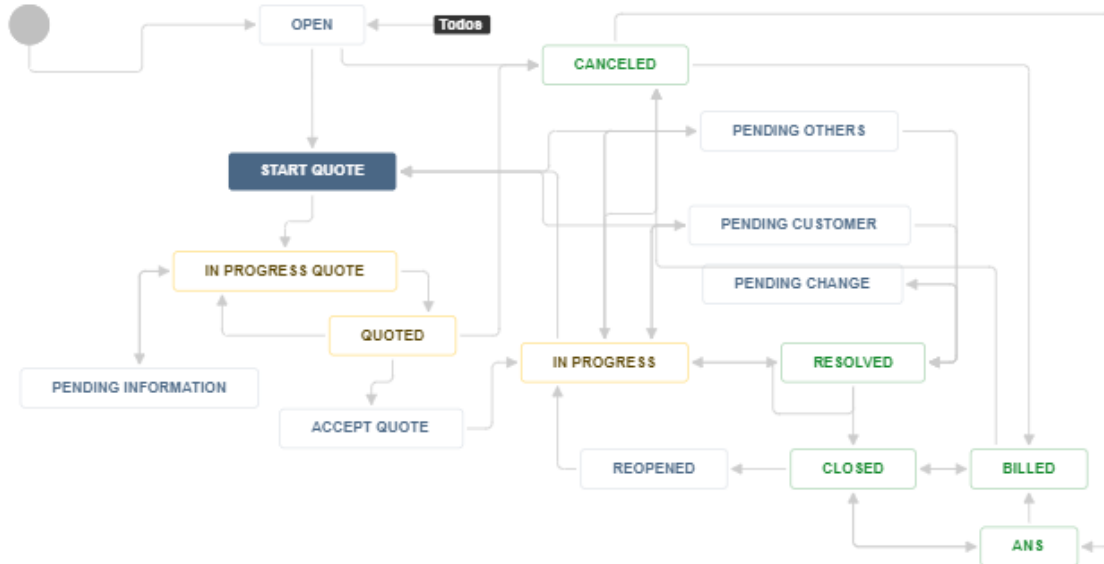 OPEN
Todos
CANCELED
PENDING OTHERS
START QUOTE
PENDING CUSTOMER
IN PROGRESS QUOTE
PENDING CHANGE
QUOTED
IN PROGRESS
RESOLVED
PENDING INFORMATION
ACCEPT QUOTE
REOPENED
CLOSED
BILLED
ANS